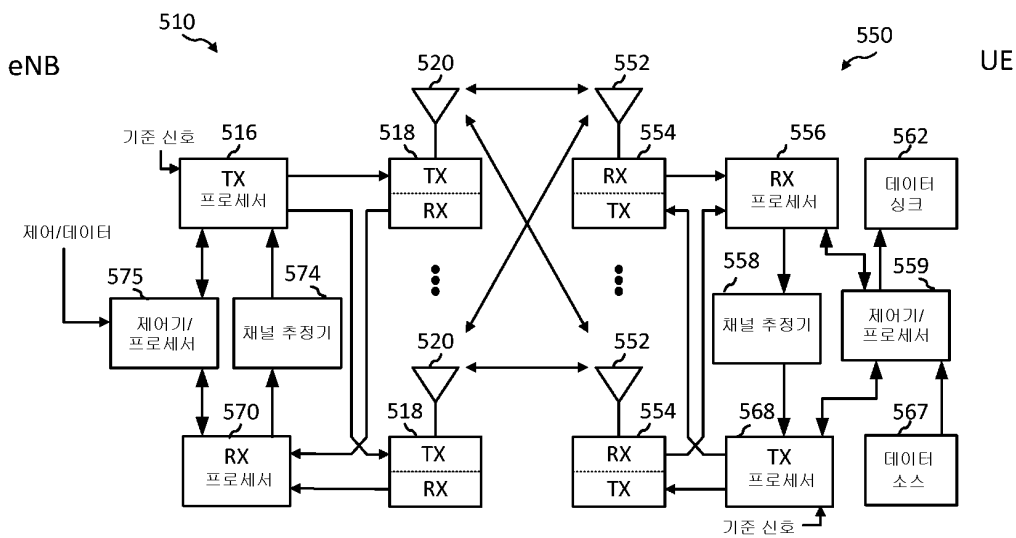 510
550
eNB
UE
520
552
기준 신호
516
518
554
556
562
TX
프로세서
TX
RX
RX
TX
RX
프로세서
데이터
싱크
제어/데이터
575
574
558
559
제어기/
프로세서
채널 추정기
채널 추정기
제어기/
프로세서
520
552
570
518
554
568
567
RX
프로세서
TX
RX
RX
TX
TX
프로세서
데이터
소스
기준 신호